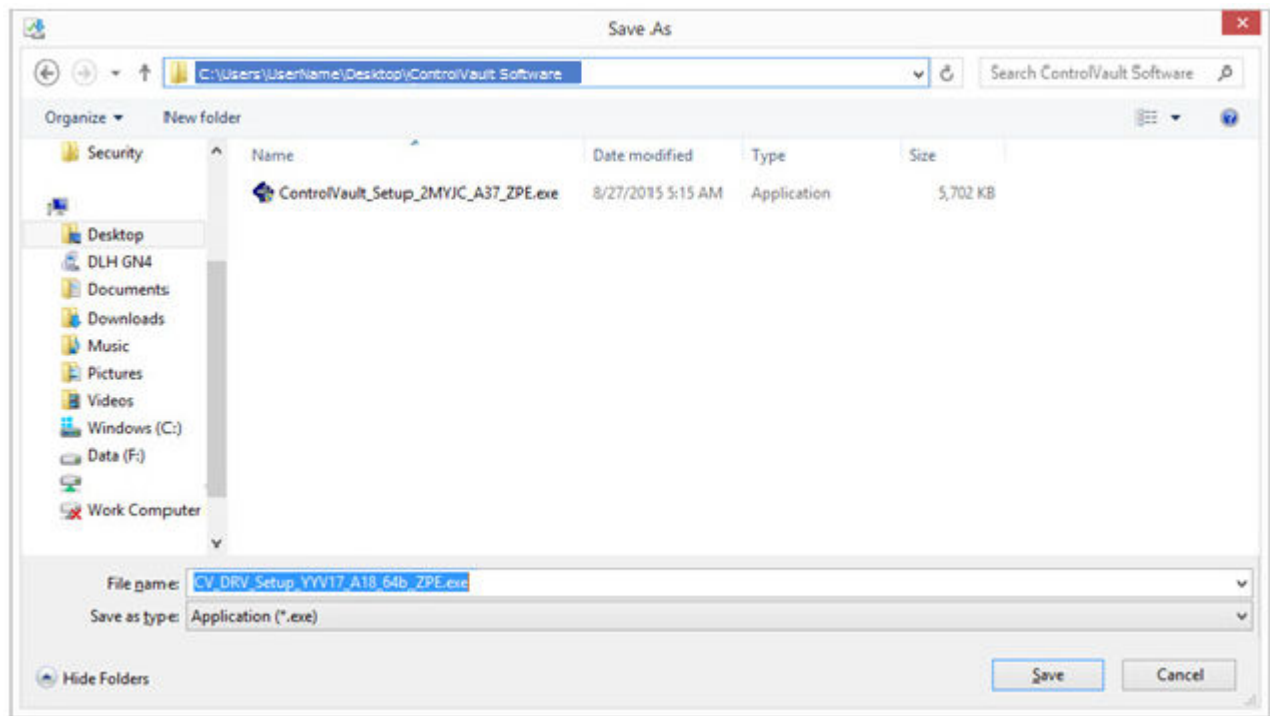 Save As
C:\Users\UserName\Desktop\ControlVault Software
Search ControlVault Software
Organize
New folder
Name Date modified Type Size
ControlVault_Setup_2MYJC_A37_ZPE.exe 8/27/2015 5:15 AM Application 5,702 KB
Security
Desktop
DLH GN4
Documents
Downloads
Music
Pictures
Videos
Windows (C:)
Data (F:)
Work Computer
File name: CV_DRV_Setup_YYV17_A18_64b_ZPE.exe
Save as type: Application (*.exe)
Hide Folders
Save
Cancel